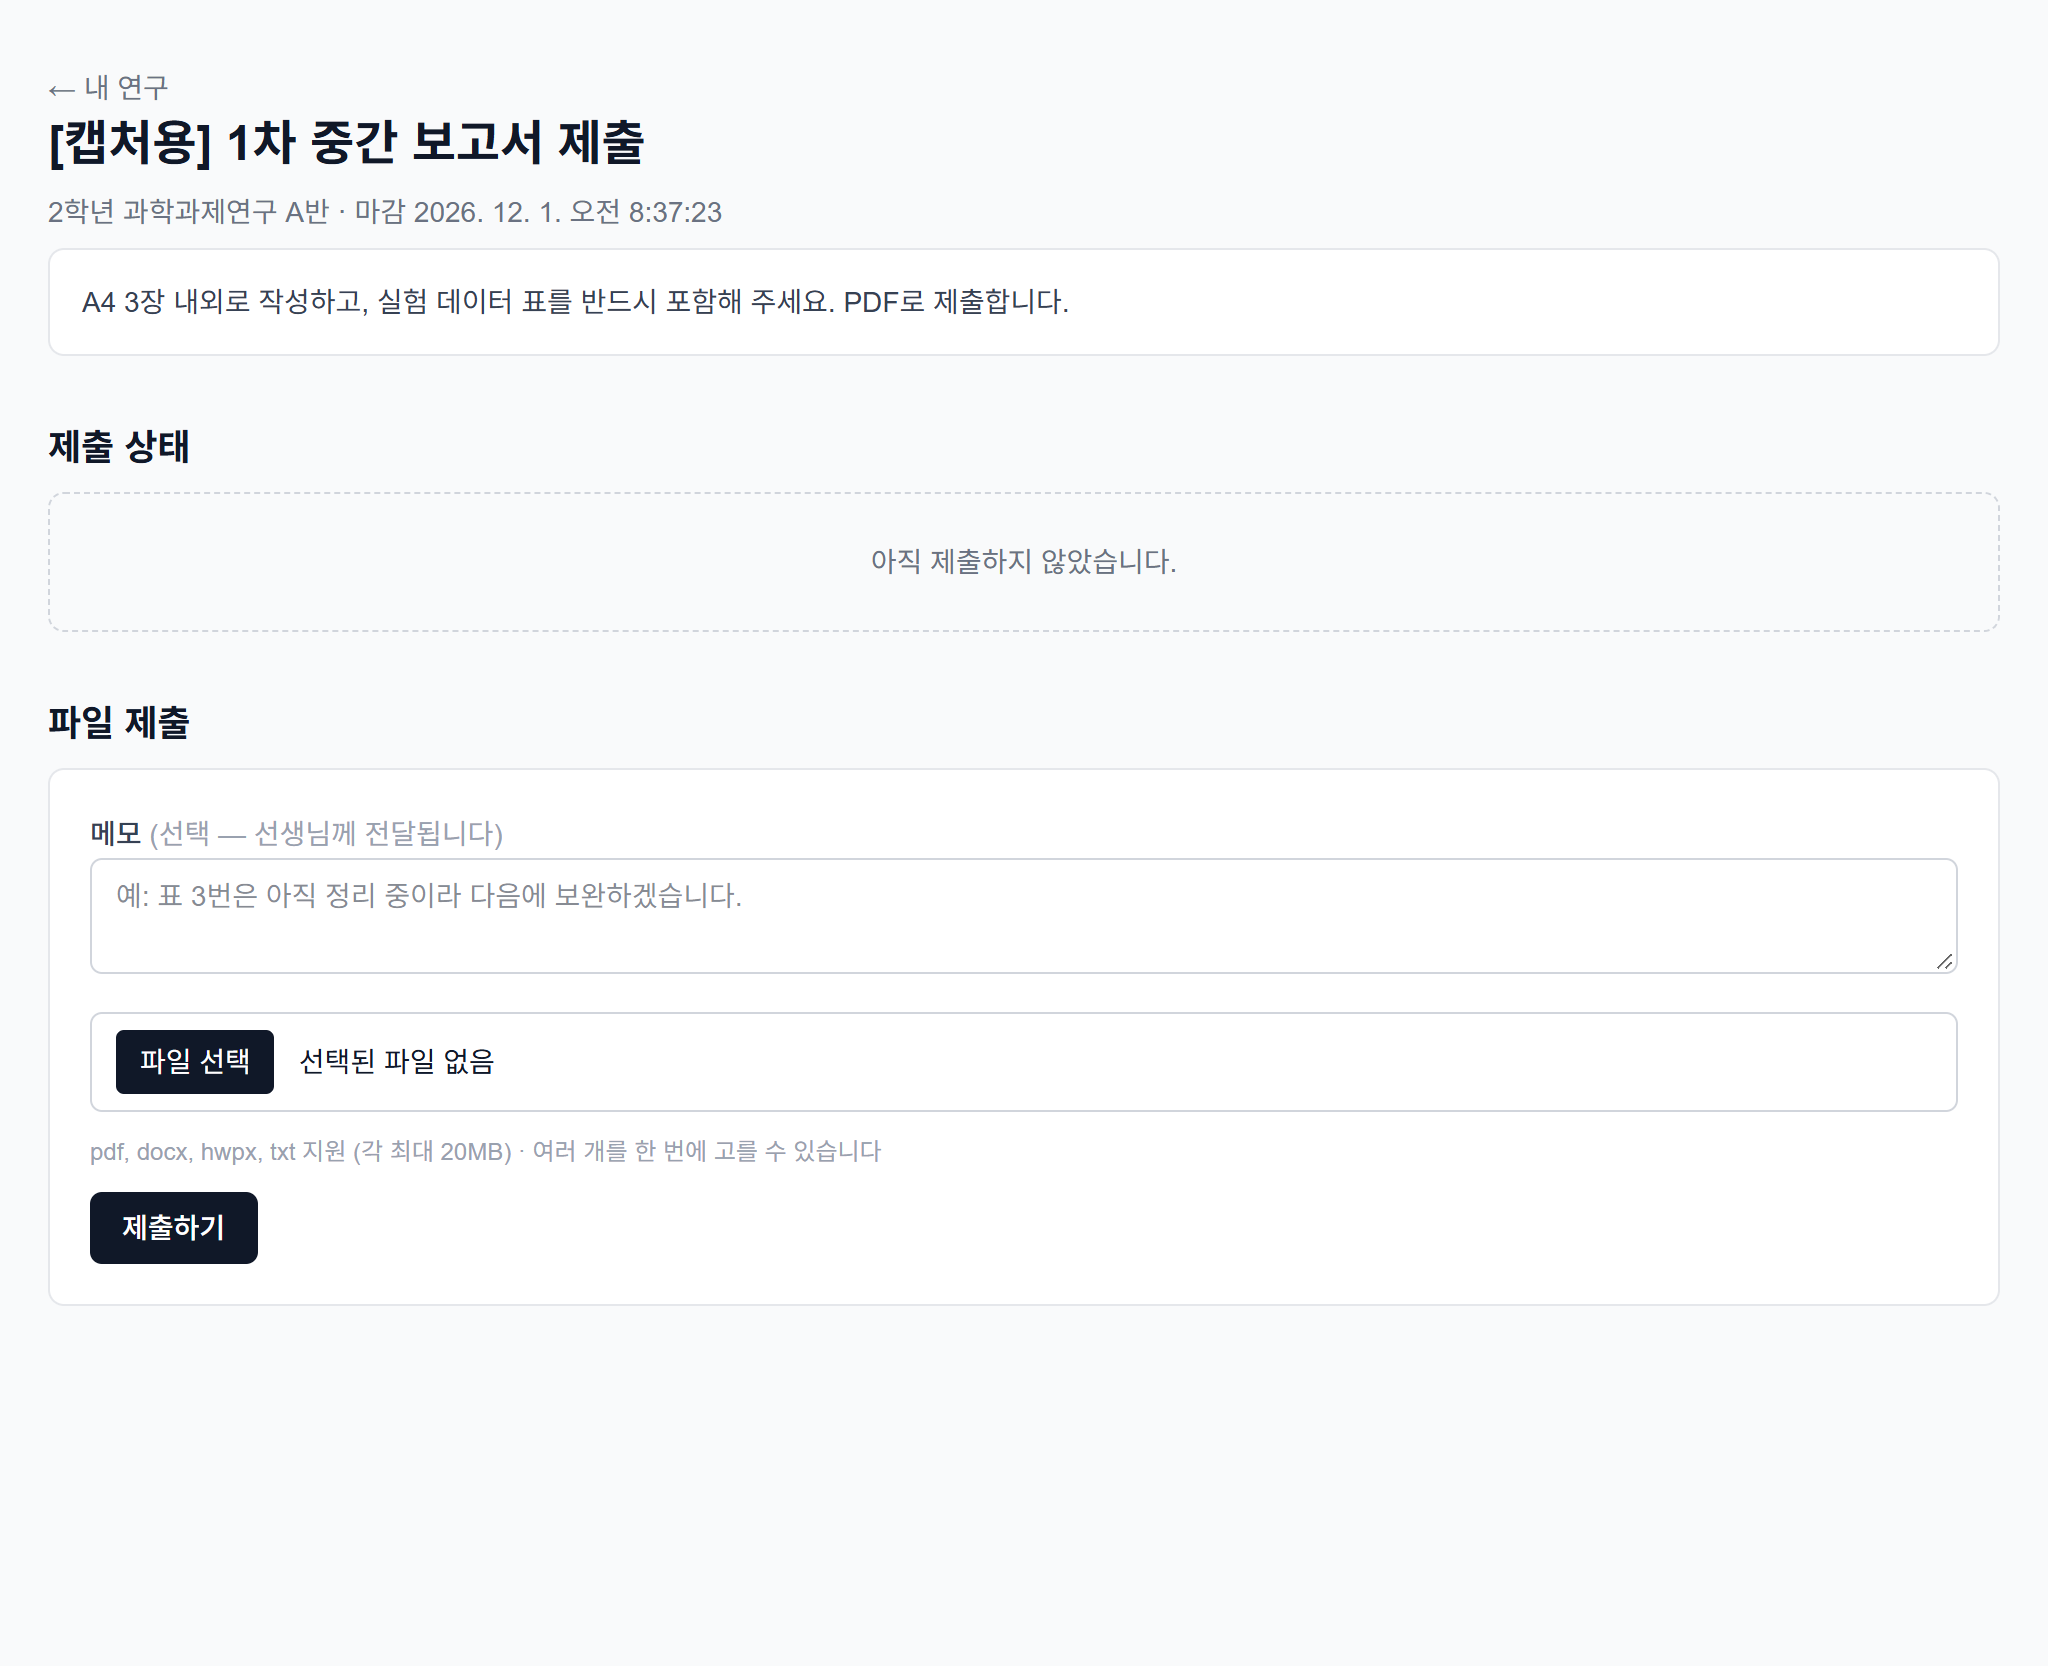 ← 내 연구
[캡처용] 1차 중간 보고서 제출
2학년 과학과제연구 A반 · 마감 2026. 12. 1. 오전 8:37:23
A4 3장 내외로 작성하고, 실험 데이터 표를 반드시 포함해 주세요. PDF로 제출합니다.
제출 상태
아직 제출하지 않았습니다.
파일 제출
메모 (선택 — 선생님께 전달됩니다)
예: 표 3번은 아직 정리 중이라 다음에 보완하겠습니다.
파일 선택 선택된 파일 없음
pdf, docx, hwpx, txt 지원 (각 최대 20MB) · 여러 개를 한 번에 고를 수 있습니다
제출하기